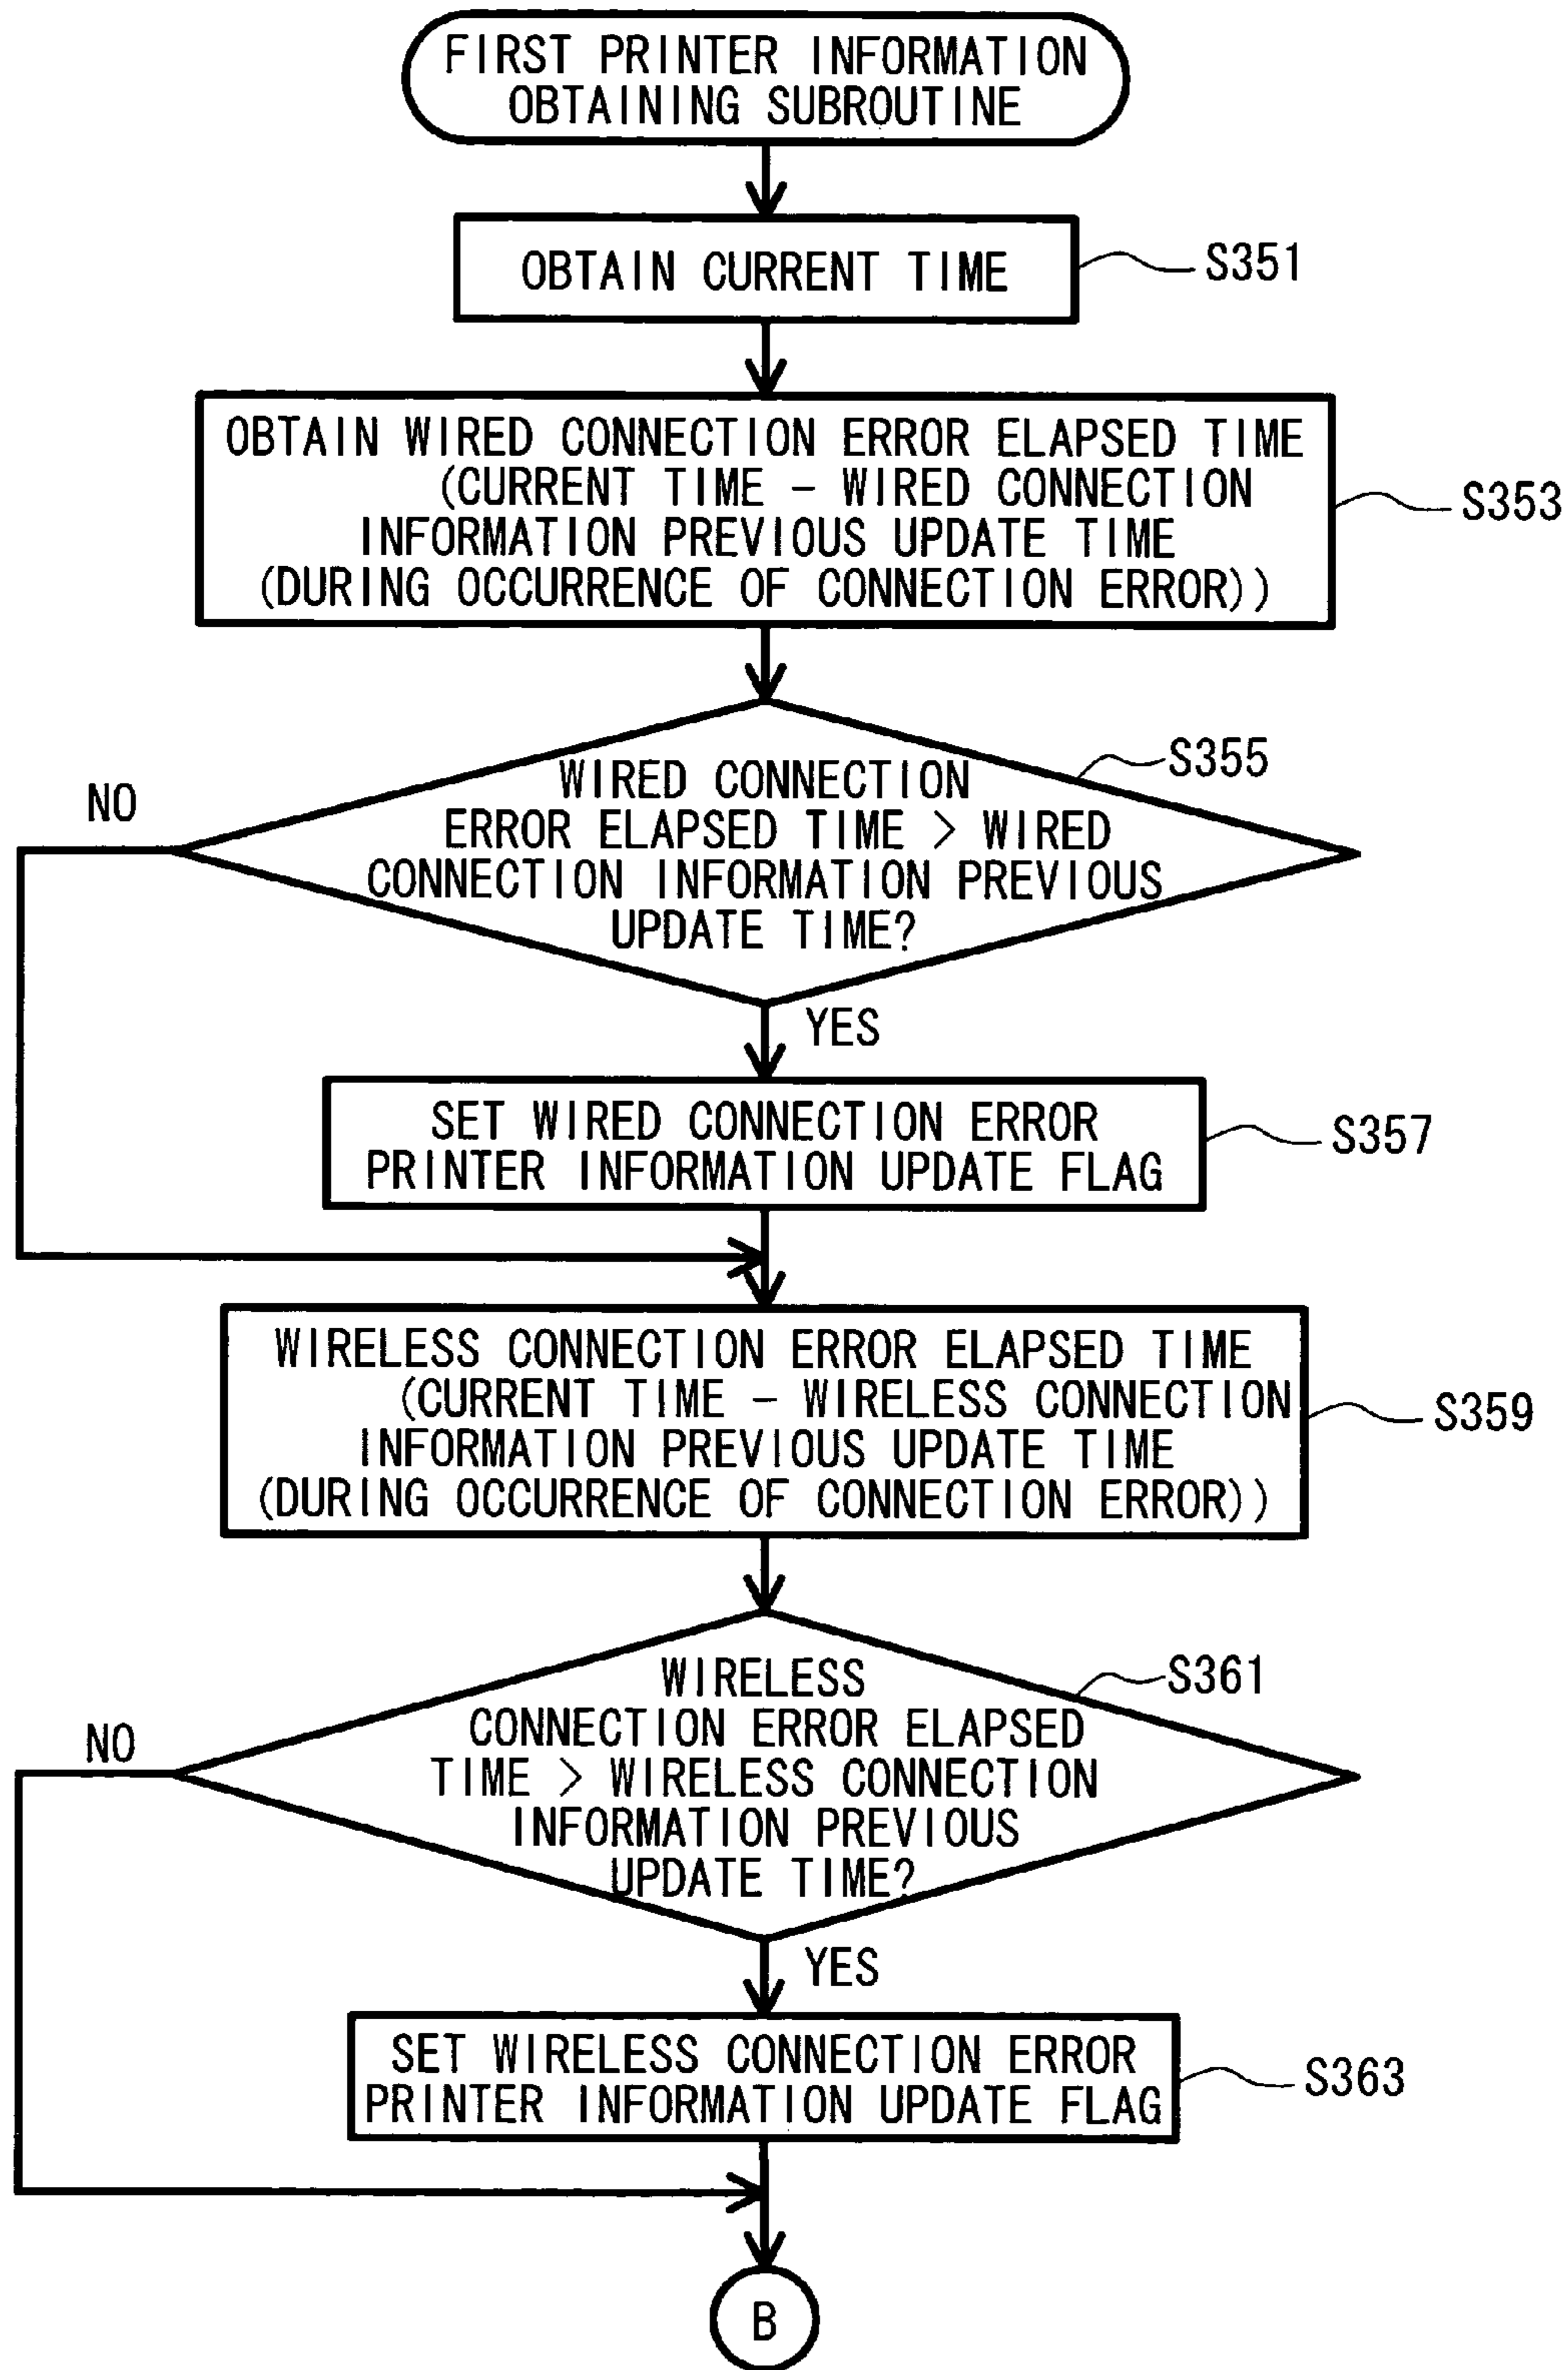 FIRST PRINTER INFORMATION
OBTAINING SUBROUTINE
OBTAIN CURRENT TIME
S351
OBTAIN WIRED CONNECTION ERROR ELAPSED TIME
(CURRENT TIME - WIRED CONNECTION
INFORMATION PREVIOUS UPDATE TIME
(DURING OCCURRENCE OF CONNECTION ERROR))
S353
S355
WIRED CONNECTION
ERROR ELAPSED TIME > WIRED
CONNECTION INFORMATION PREVIOUS
UPDATE TIME?
NO
YES
SET WIRED CONNECTION ERROR
PRINTER INFORMATION UPDATE FLAG
S357
WIRELESS CONNECTION ERROR ELAPSED TIME
(CURRENT TIME - WIRELESS CONNECTION
INFORMATION PREVIOUS UPDATE TIME
(DURING OCCURRENCE OF CONNECTION ERROR))
S359
S361
WIRELESS
CONNECTION ERROR ELAPSED
TIME > WIRELESS CONNECTION
INFORMATION PREVIOUS
UPDATE TIME?
NO
YES
SET WIRELESS CONNECTION ERROR
PRINTER INFORMATION UPDATE FLAG
S363
B